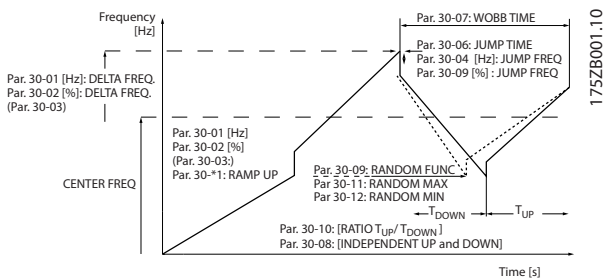 Frequency
[Hz]
Par. 30-07: WOBB TIME
Par. 30-06: JUMP TIME
Par. 30-04 [Hz]: JUMP FREQ
Par. 30-09 [%] : JUMP FREQ
175ZB001.10
Par. 30-01 [Hz]: DELTA FREQ.
Par. 30-02 [%]: DELTA FREQ.
(Par. 30-03)
Par. 30-01 [Hz]
Par. 30-02 [%]
(Par. 30-03:)
Par. 30-*1: RAMP UP
CENTER FREQ
Par. 30-09: RANDOM FUNC
Par 30-11: RANDOM MAX
Par 30-12: RANDOM MIN
TDOWN
TUP
Par. 30-10: [RATIO TUP/ TDOWN ]
Par. 30-08: [INDEPENDENT UP and DOWN]
Time [s]